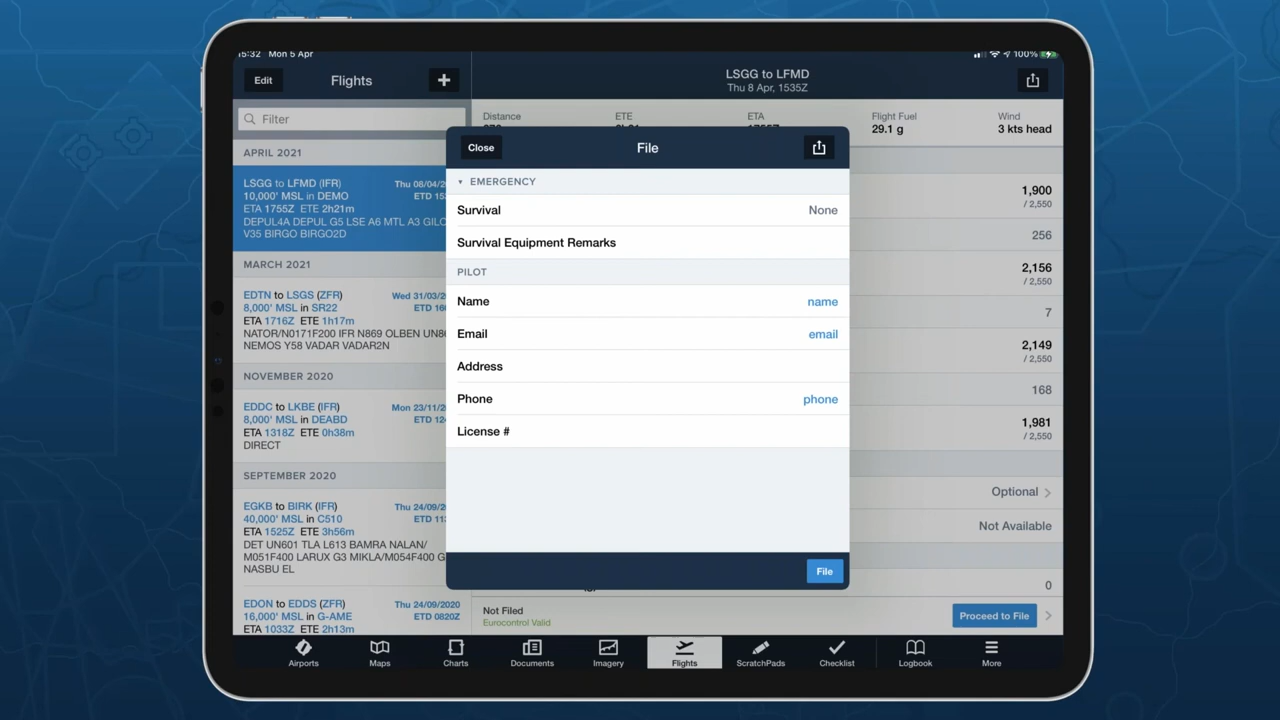 15:32 Mon 5 Apr
100%
Edit
Flights
+
Filter
APRIL 2021
LSGG to LFMD (IFR)
Thu 08/04/
10,000' MSL in DEMO
ETD
ETA 1755Z ETE 2h21m
DEPUL4A DEPUL G5 LSE A6 MTL A3
V35 BIRGO BIRGO2D
MARCH 2021
EDTN to LSGS (ZFR)
Wed 31/03/
8,000' MSL in SR22
ETD
ETA 1716Z ETE 1h17m
NATOR/N0171F200 IFR N869 OLBEN
NEMOS Y58 VADAR VADAR2N
NOVEMBER 2020
EDDC to LKBE (IFR)
Mon 23/11/
8,000' MSL in DEABD
ETD
ETA 1318Z ETE 0h38m
DIRECT
SEPTEMBER 2020
EGKB to BIRK (IFR)
Thu 24/09/
40,000' MSL in C510
ETD
ETA 1525Z ETE 3h56m
DET UN601 TLA L613 BAMRA NALAN/
M051F400 LARUX G3 MIKLA/M054F400
NASBU EL
EDON to EDDS (ZFR)
Thu 24/09/2020
16,000' MSL in G-AME
ETD 0820Z
ETA 1033Z ETE 2h13m
LSGG to LFMD
Thu 8 Apr, 1535Z
Distance
ETE
ETA
Flight Fuel
29.1 g
Wind
3 kts head
1,900
/ 2,550
256
2,156
/ 2,550
7
2,149
/ 2,550
168
1,981
/ 2,550
Optional
Not Available
0
Not Filed
Eurocontrol Valid
Proceed to File
Close
File
EMERGENCY
Survival
None
Survival Equipment Remarks
PILOT
Name
name
Email
email
Address
Phone
phone
License #
File
Airports
Maps
Charts
Documents
Imagery
Flights
ScratchPads
Checklist
Logbook
More